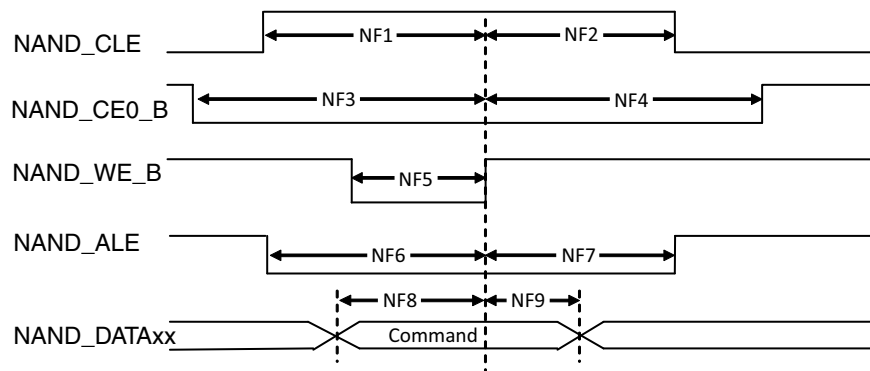 NAND_CLE NF1 NF2
NAND_CE0_B NF3 NF4
NAND_WE_B NF5
NAND_ALE NF6 NF7
NF8 NF9
NAND_DATAxx Command